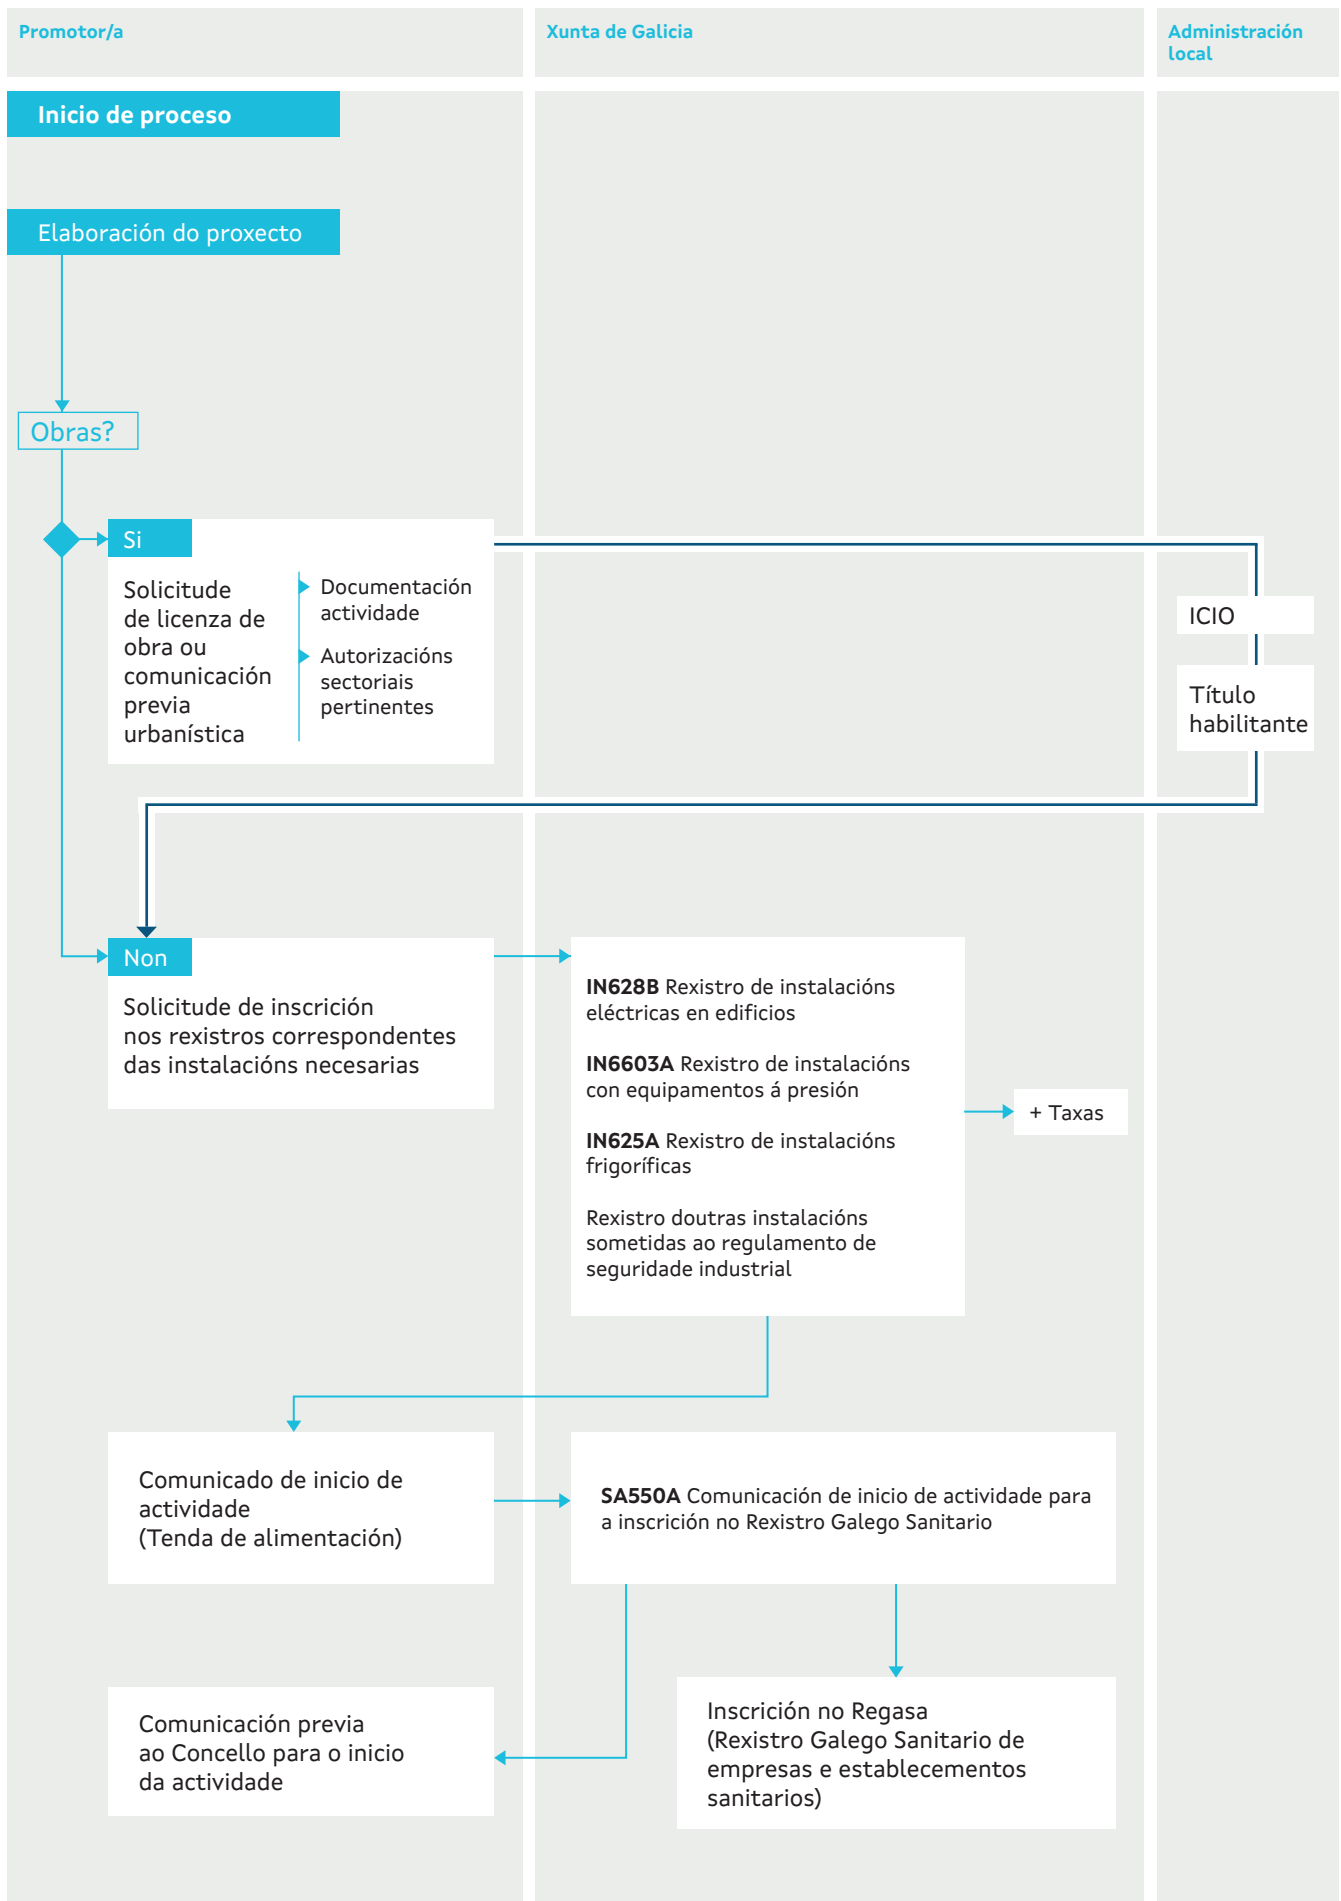 Promotor/a
Xunta de Galicia
Administración
local
Inicio de proceso
Elaboración do proxecto
Obras?
Si
Solicitude
de licenza de
obra ou
comunicación
previa
urbanística
Documentación
actividade
Autorizacións
sectoriais
pertinentes
ICIO
Título
habilitante
Non
Solicitude de inscrición
nos rexistros correspondentes
das instalacións necesarias
IN628B Rexistro de instalacións
eléctricas en edificios
IN6603A Rexistro de instalacións
con equipamentos á presión
IN625A Rexistro de instalacións
frigoríficas
Rexistro doutras instalacións
sometidas ao regulamento de
seguridade industrial
+ Taxas
Comunicado de inicio de
actividade
(Tenda de alimentación)
SA550A Comunicación de inicio de actividade para
a inscrición no Rexistro Galego Sanitario
Comunicación previa
ao Concello para o inicio
da actividade
Inscrición no Regasa
(Rexistro Galego Sanitario de
empresas e establecementos
sanitarios)